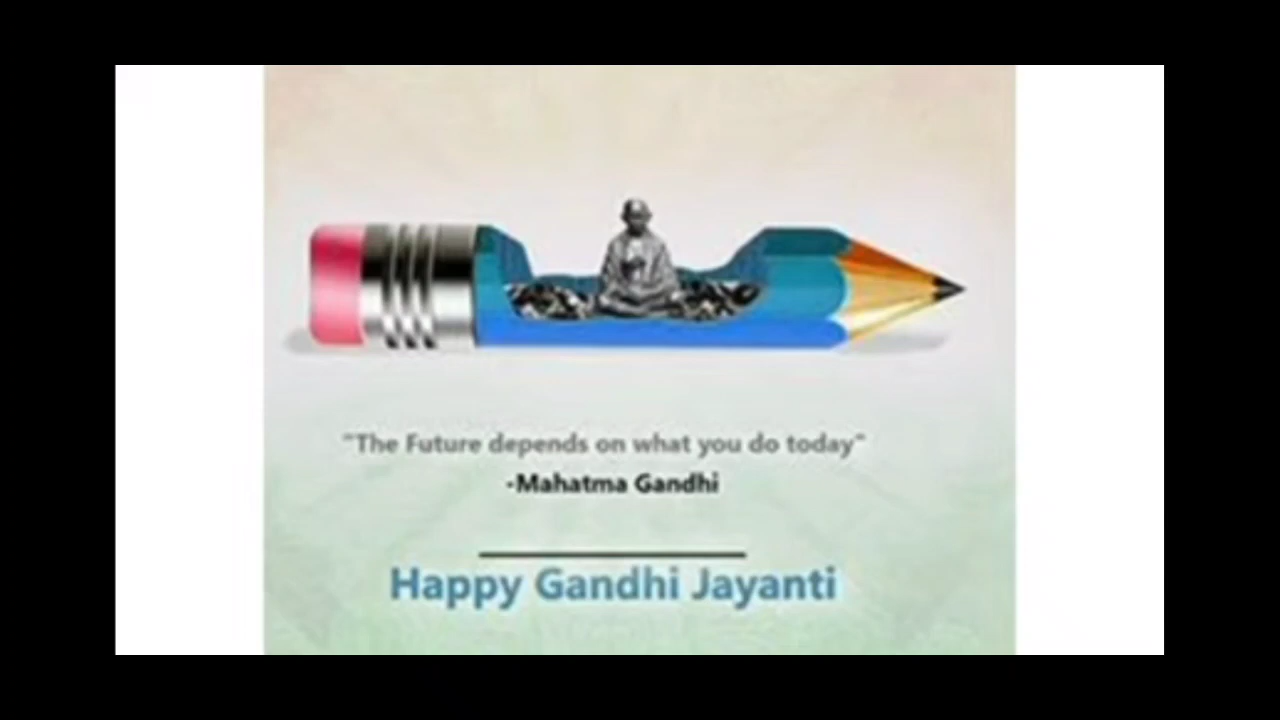 "The Future depends on what you do today"
-Mahatma Gandhi
Happy Gandhi Jayanti